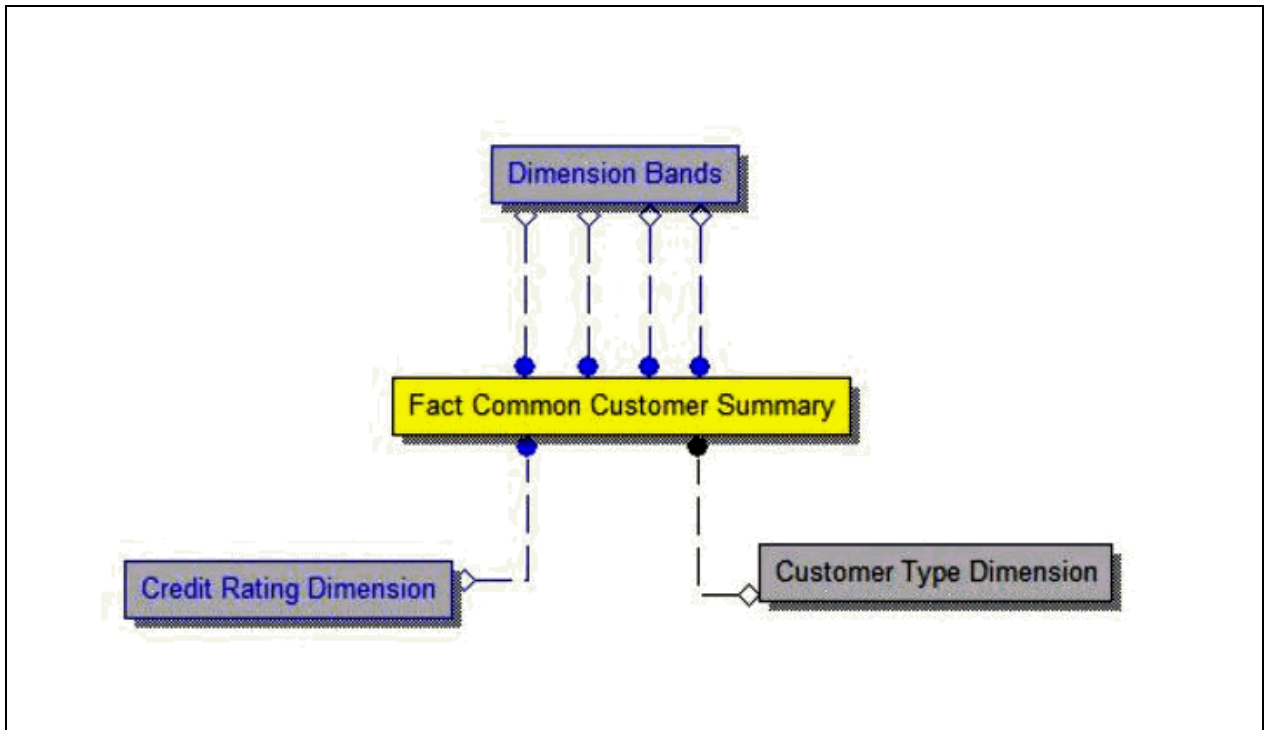 Dimension Bands
Fact Common Customer Summary
Credit Rating Dimension
Customer Type Dimension